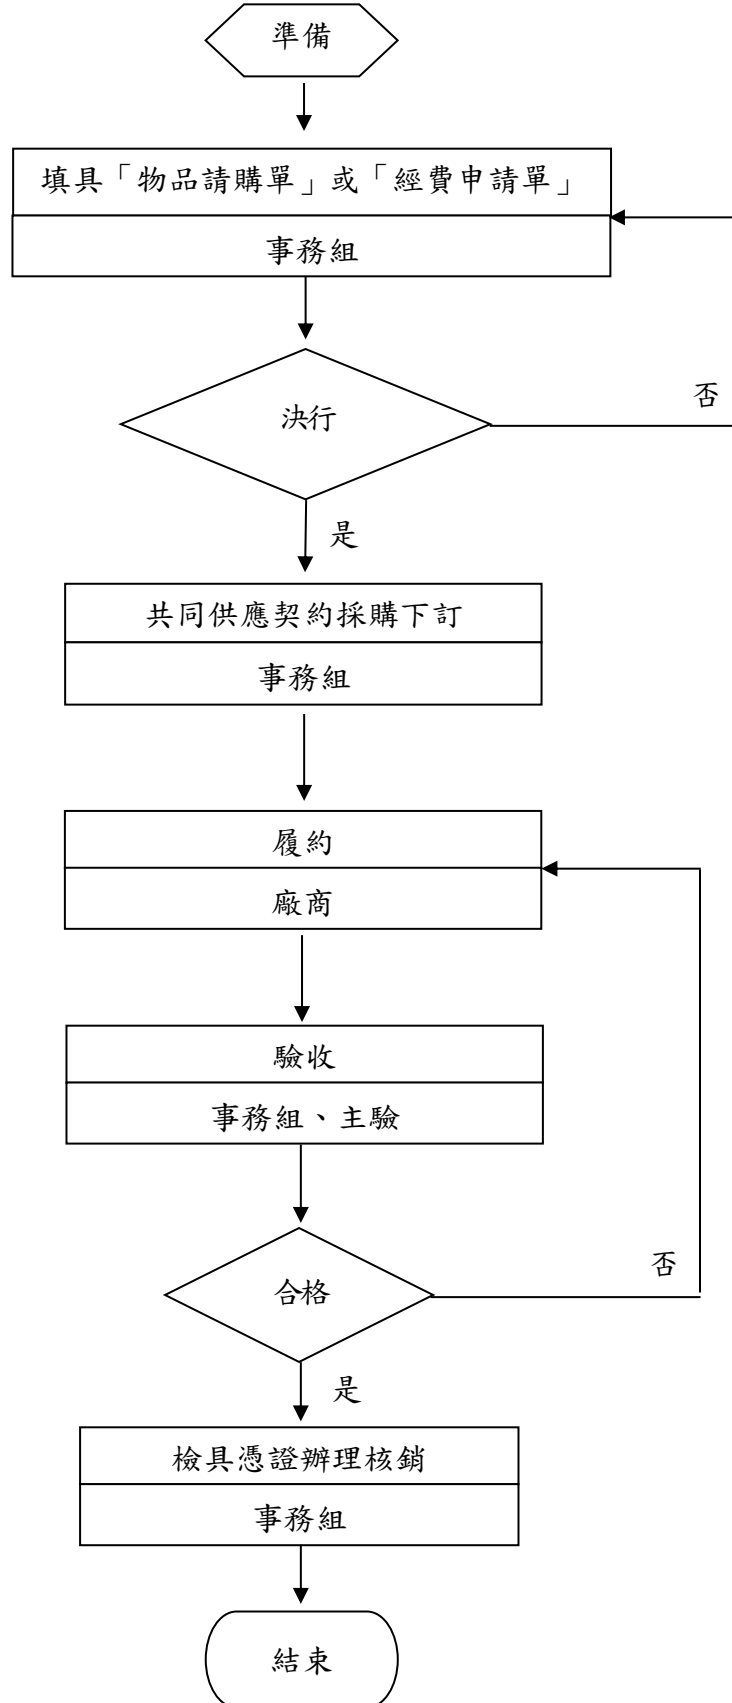 準備
填具「物品請購單」或「經費申請單」
事務組
決行
否
是
共同供應契約採購下訂
事務組
履約
廠商
驗收
事務組、主驗
合格
否
是
檢具憑證辦理核銷
事務組
結束